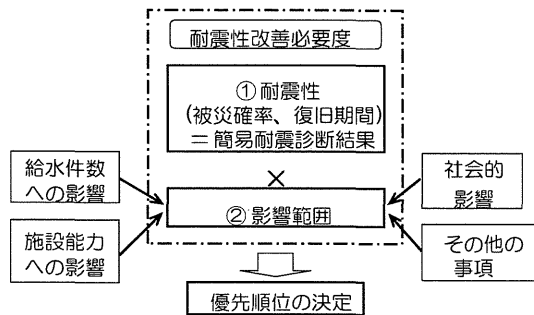 耐震性改善必要度
①耐震性
(被災確率、復旧期間)
＝簡易耐震診断結果
×
②影響範囲
給水件数
への影響
施設能力
への影響
社会的
影響
その他の
事項
優先順位の決定